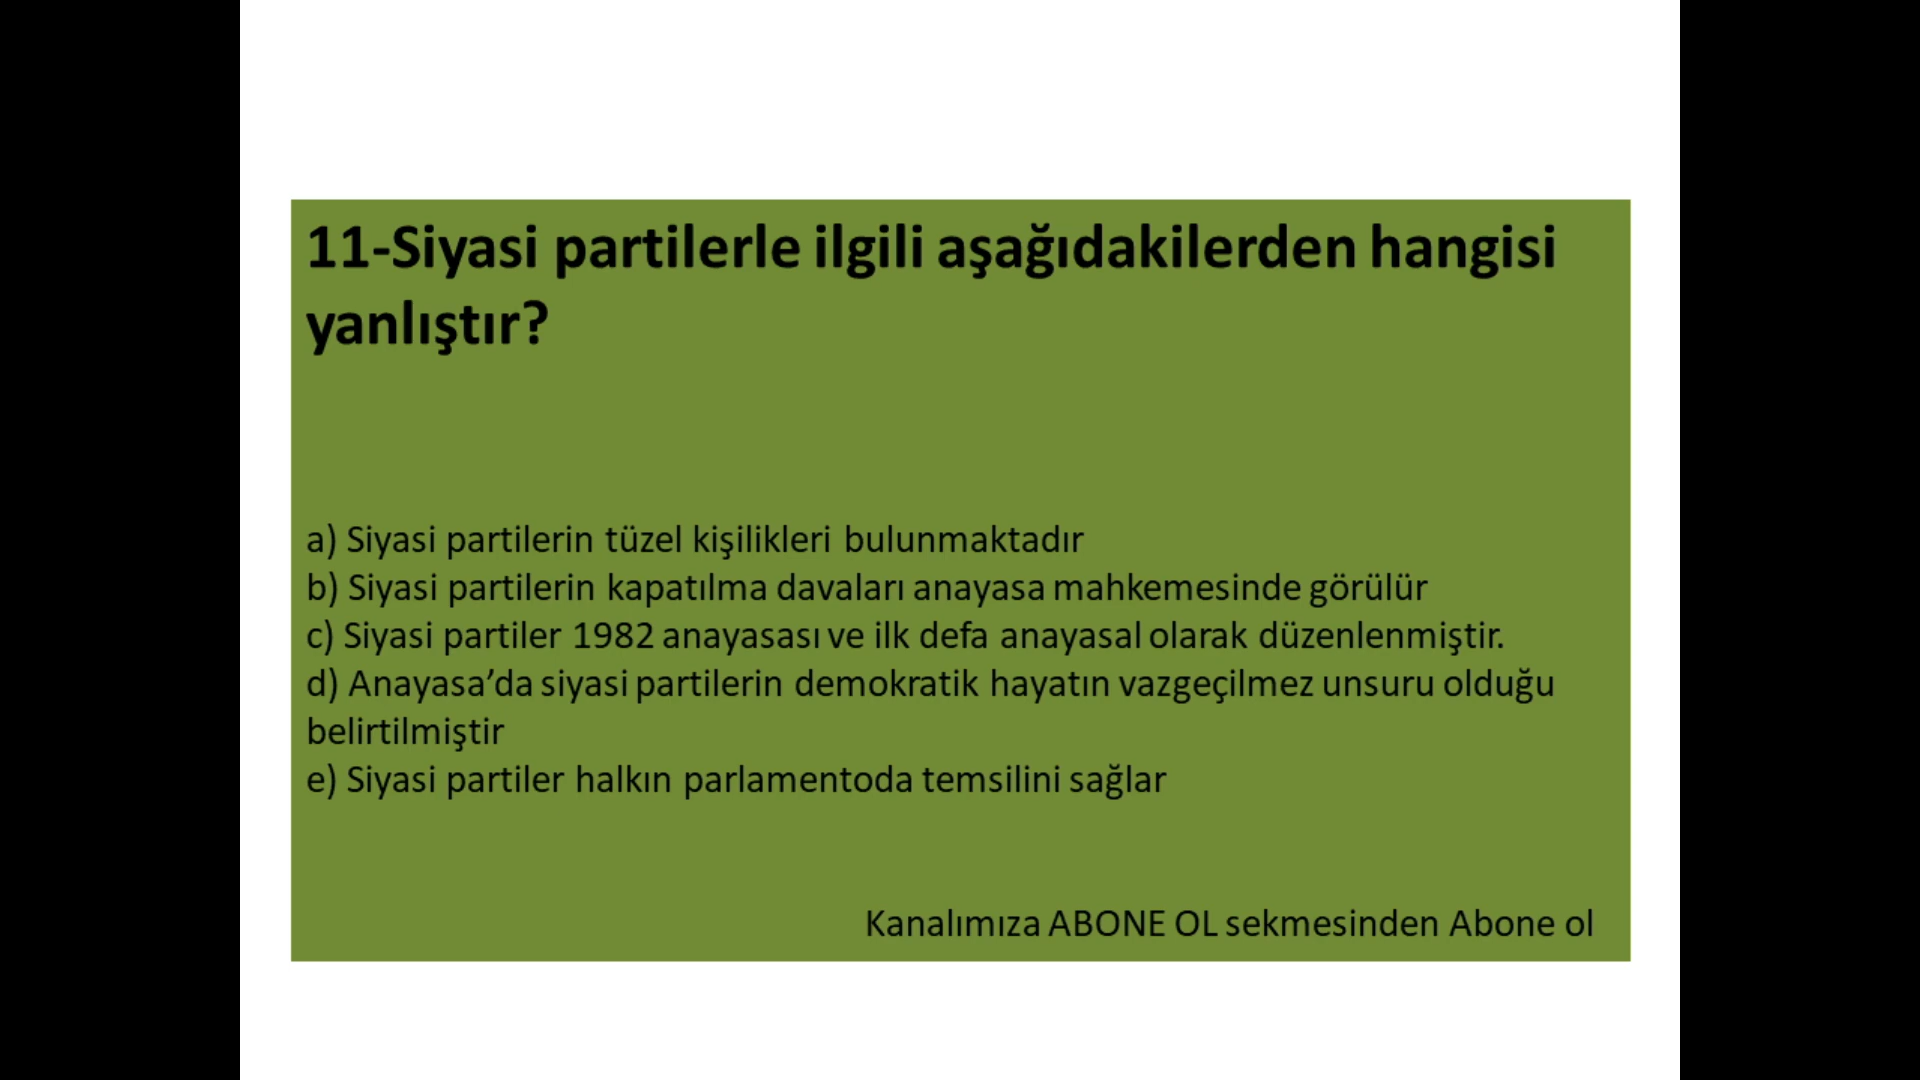 11-Siyasi partilerle ilgili aşağıdakilerden hangisi
yanlıştır?
a) Siyasi partilerin tüzel kişilikleri bulunmaktadır
b) Siyasi partilerin kapatılma davaları anayasa mahkemesinde görülür
c) Siyasi partiler 1982 anayasası ve ilk defa anayasal olarak düzenlenmiştir.
d) Anayasa’da siyasi partilerin demokratik hayatın vazgeçilmez unsuru olduğu
belirtilmiştir
e) Siyasi partiler halkın parlamentoda temsilini sağlar
Kanalımıza ABONE OL sekmesinden Abone ol